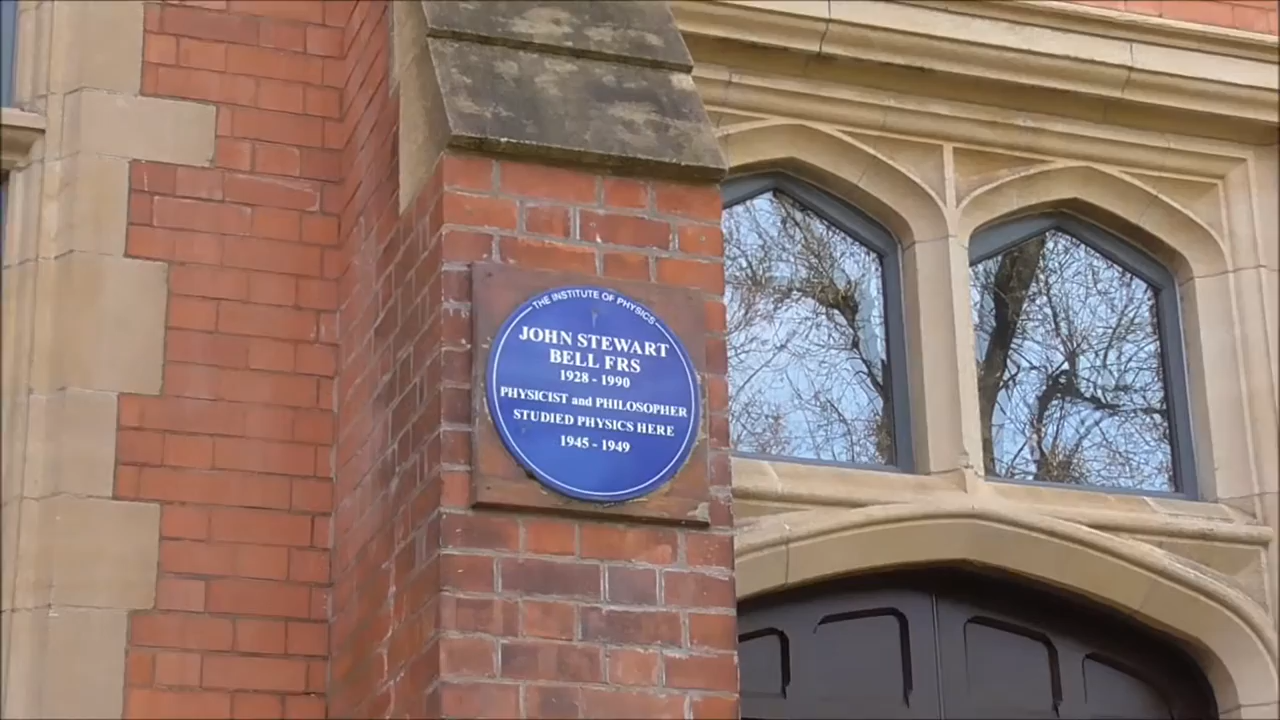 THE INSTITUTE OF PHYSICS
JOHN STEWART
BELL FRS
1928 - 1990
PHYSICIST and PHILOSOPHER
STUDIED PHYSICS HERE
1945 - 1949